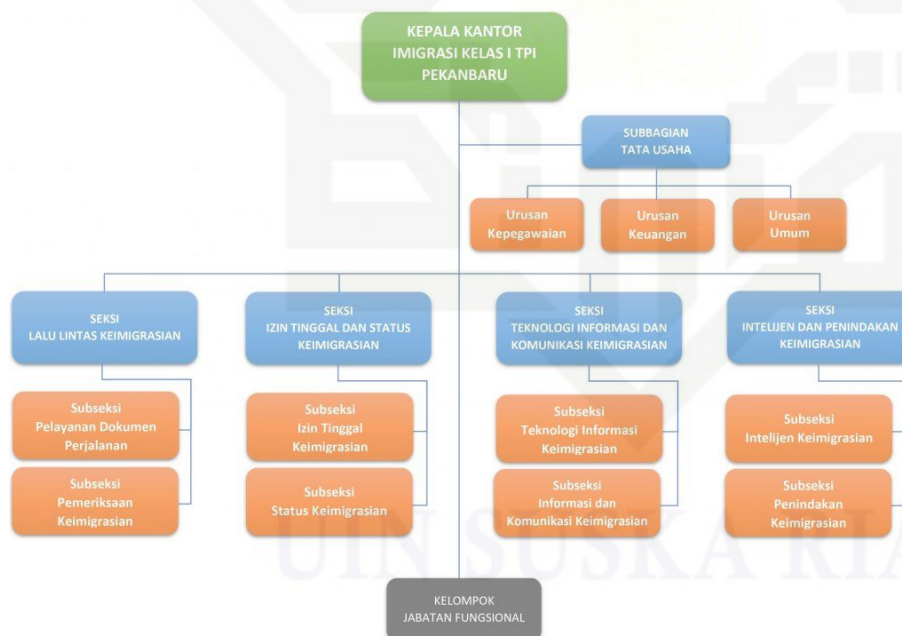 KEPALA KANTOR
IMIGRASI KELAS I TPI
PEKANBARU
SUBBAGIAN
TATA USAHA
Urusan
Kepegawaian
Urusan
Keuangan
Urusan
Umum
SEKSI
LALU LINTAS KEIMIGRASIAN
SEKSI
IZIN TINGGAL DAN STATUS
KEIMIGRASIAN
SEKSI
TEKNOLOGI INFORMASI DAN
KOMUNIKASI KEIMIGRASIAN
SEKSI
INTELIJEN DAN PENINDAKAN
KEIMIGRASIAN
Subseksi
Pelayanan Dokumen
Perjalanan
Subseksi
Izin Tinggal
Keimigrasian
Subseksi
Teknologi Informasi
Keimigrasian
Subseksi
Intelijen Keimigrasian
Subseksi
Pemeriksaan
Keimigrasian
Subseksi
Status Keimigrasian
Subseksi
Informasi dan
Komunikasi Keimigrasian
Subseksi
Penindakan
Keimigrasian
UIN SUSKA RIA
KELOMPOK
JABATAN FUNGSIONAL